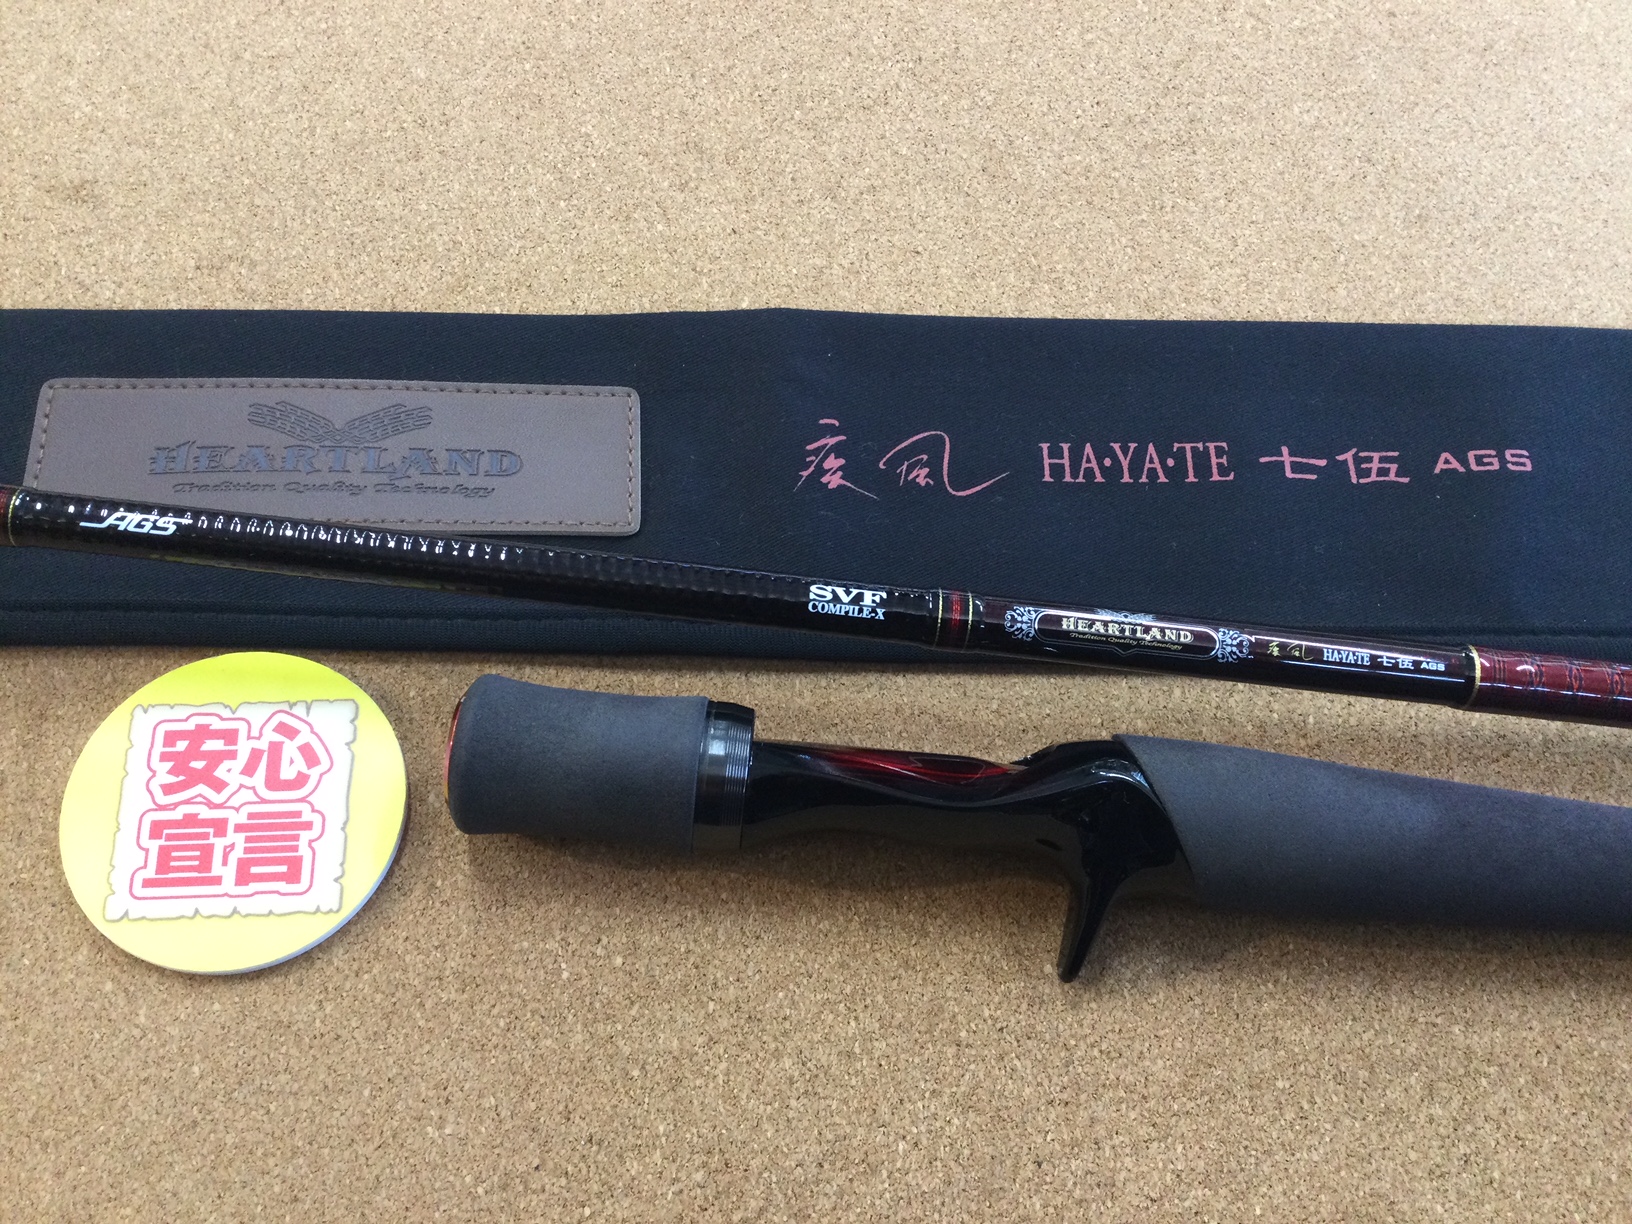 HEARTLAND
Tradition Quality Technology
疾風 HA・YA・TE 七伍 AGS
AGS
SVF
COMPILE-X
HEARTLAND
Tradition Quality Technology
疾風 HA・YA・TE 七伍 AGS
安心
宣言